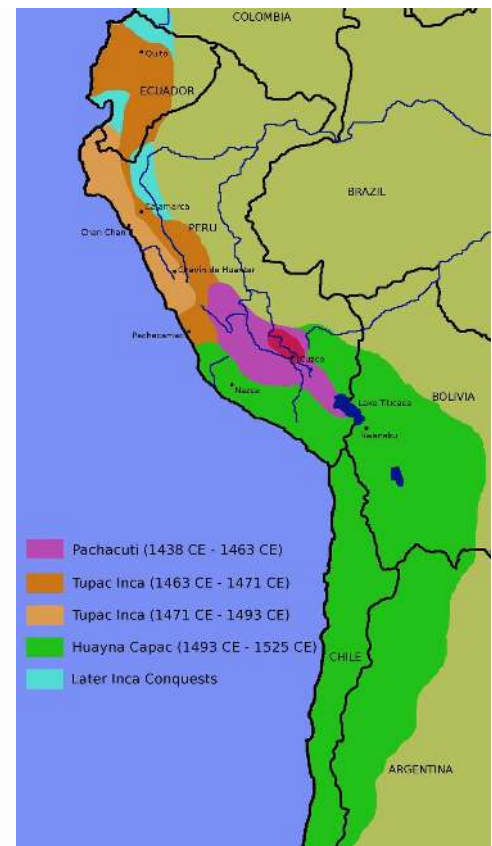 COLOMBIA
Quito
ECUADOR
BRAZIL
Cajamarca
PERU
Chan Chan
Chavin de Huantar
Pachacamac
Cuzco
Nazca
Lake Titicaca
BOLIVIA
Tiwanaku
Pachacuti (1438 CE - 1463 CE)
Tupac Inca (1463 CE - 1471 CE)
Tupac Inca (1471 CE - 1493 CE)
Huayna Capac (1493 CE - 1525 CE)
CHILE
Later Inca Conquests
ARGENTINA